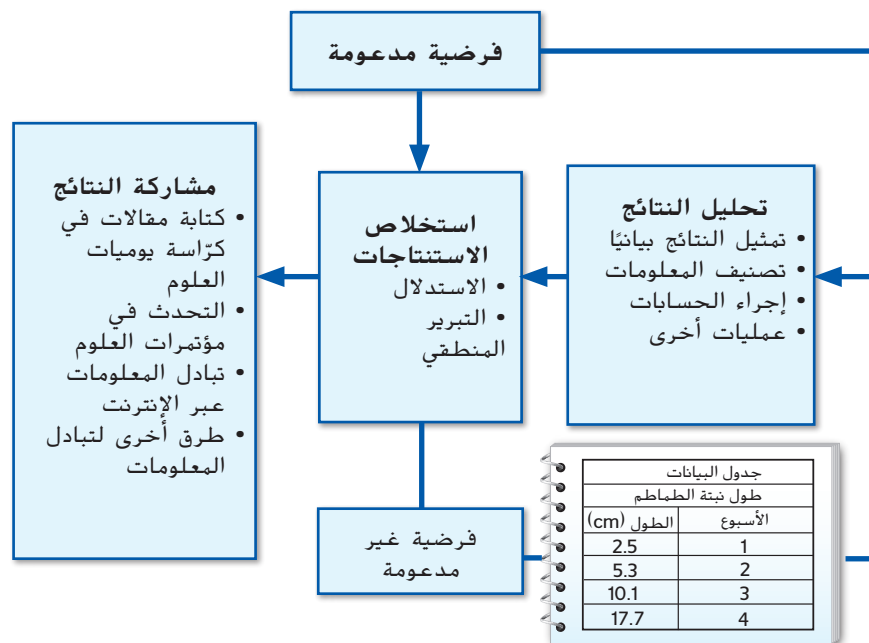 فرضية مدعومة
تحليل النتائج
• تمثيل النتائج بيانيًا
• تصنيف المعلومات
• إجراء الحسابات
• عمليات أخرى
استخلاص
الاستنتاجات
• الاستدلال
• التبرير
المنطقي
مشاركة النتائج
• كتابة مقالات في
كرّاسة يوميات
العلوم
• التحدث في
مؤتمرات العلوم
• تبادل المعلومات
عبر الإنترنت
• طرق أخرى لتبادل
المعلومات
فرضية غير
مدعومة
جدول البيانات
طول نبتة الطماطم
الأسبوع الطول (cm)
1 2.5
2 5.3
3 10.1
4 17.7